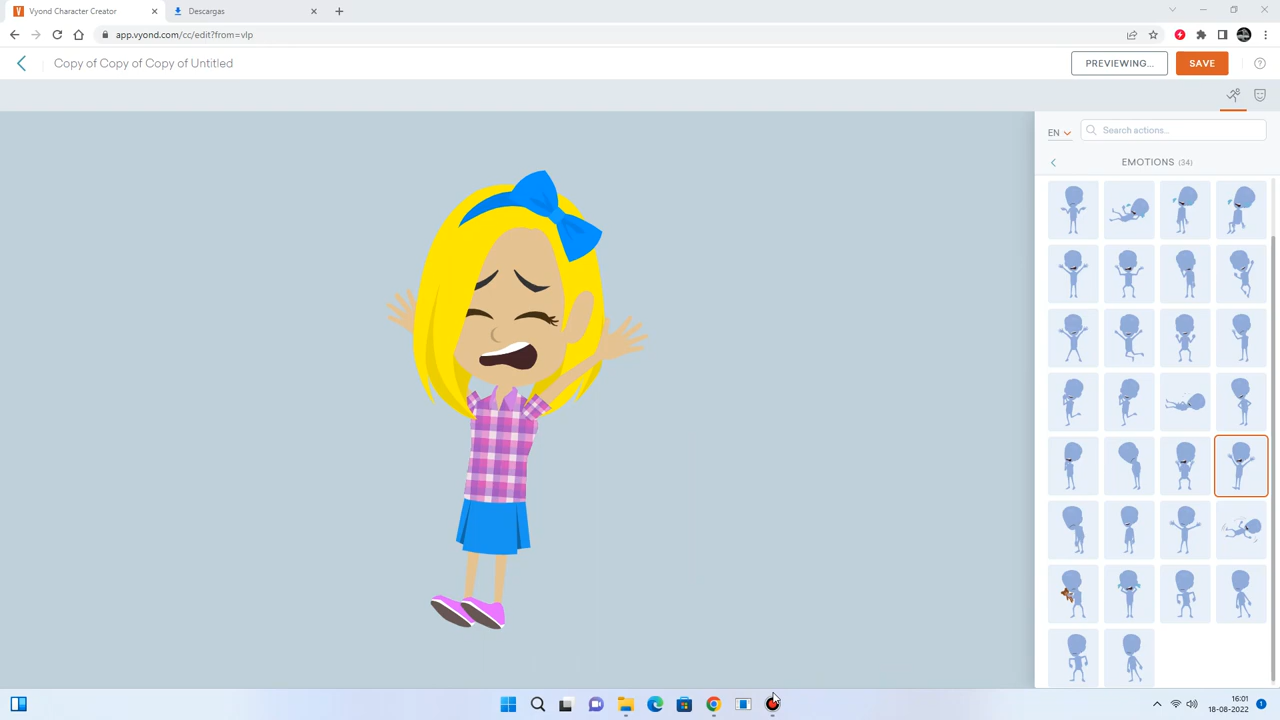 Vyond Character Creator
Descargas
app.vyond.com/cc/edit?from=vlp
Copy of Copy of Copy of Untitled
PREVIEWING...
SAVE
EN
Search actions...
EMOTIONS (34)
16:01
18-08-2022